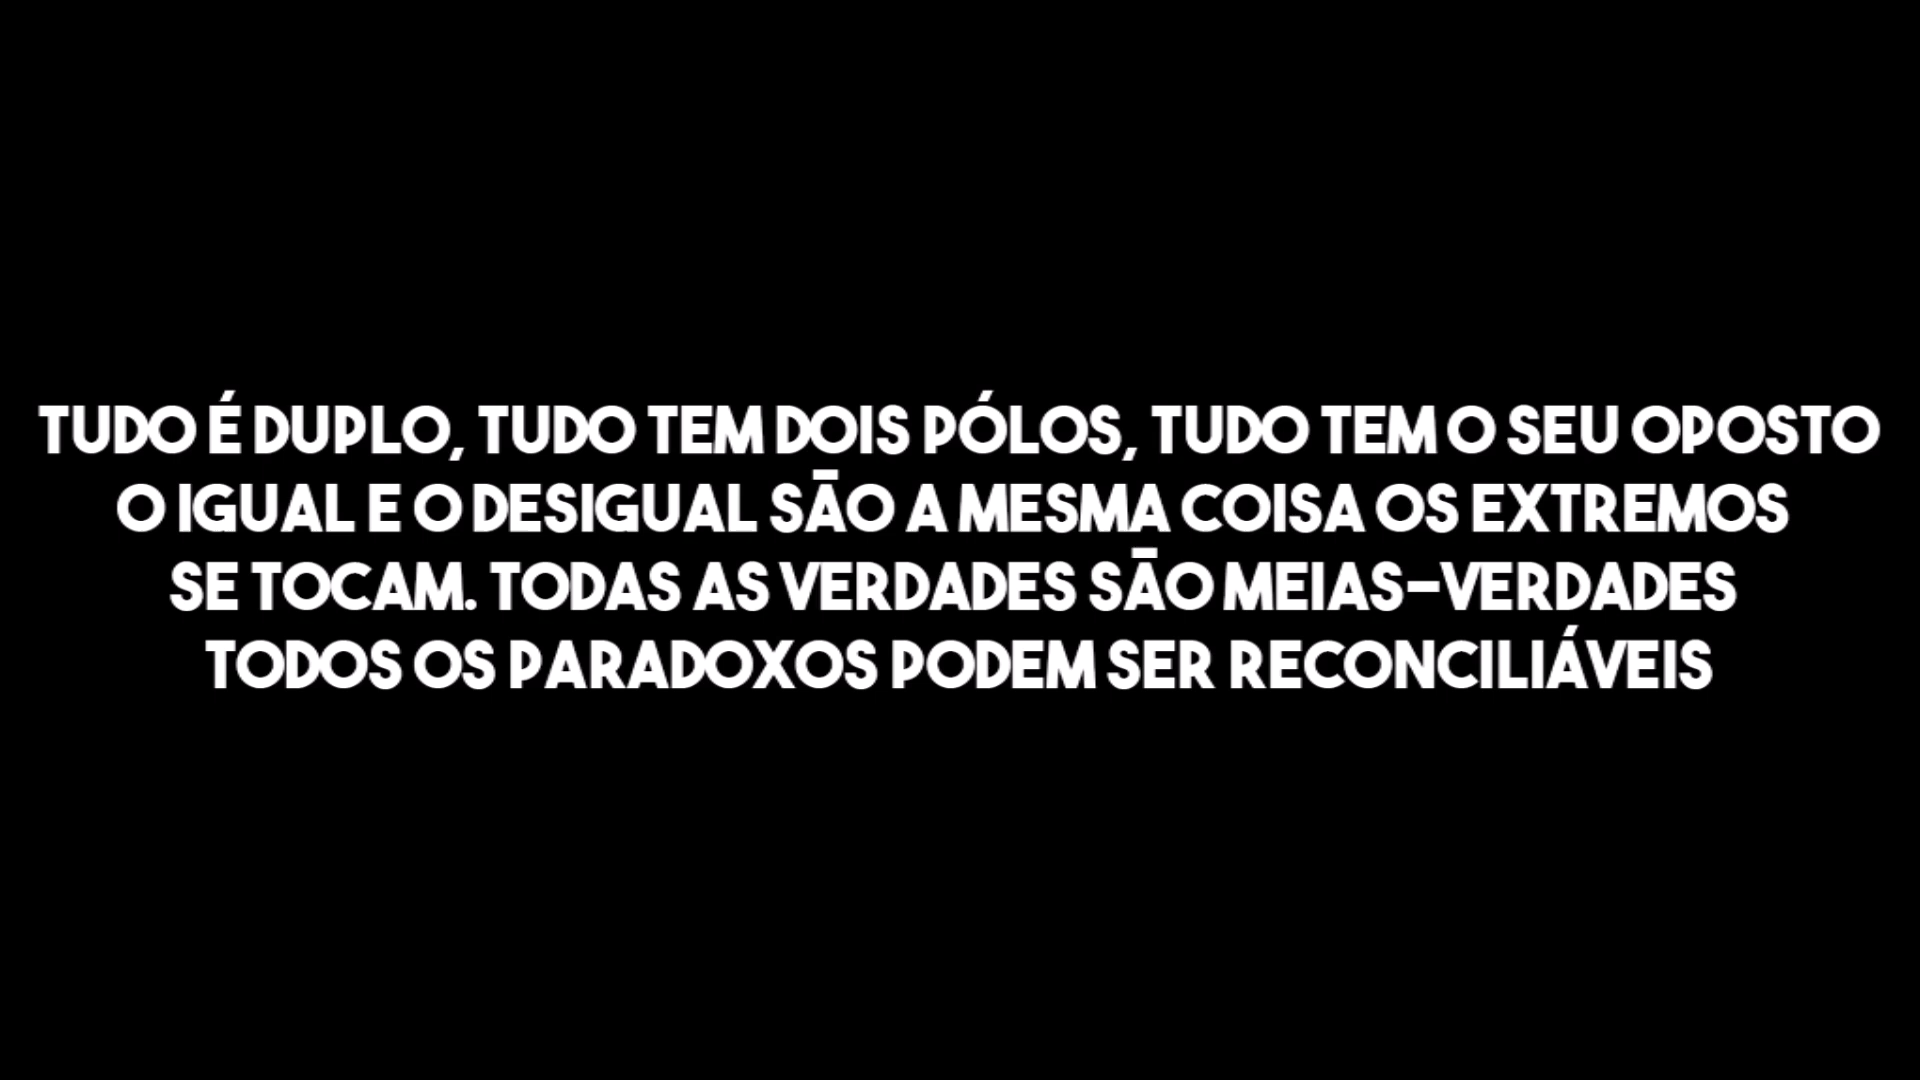 TUDO É DUPLO, TUDO TEM DOIS PÓLOS, TUDO TEM O SEU OPOSTO
O IGUAL E O DESIGUAL SÃO A MESMA COISA OS EXTREMOS
SE TOCAM. TODAS AS VERDADES SÃO MEIAS-VERDADES
TODOS OS PARADOXOS PODEM SER RECONCILIÁVEIS